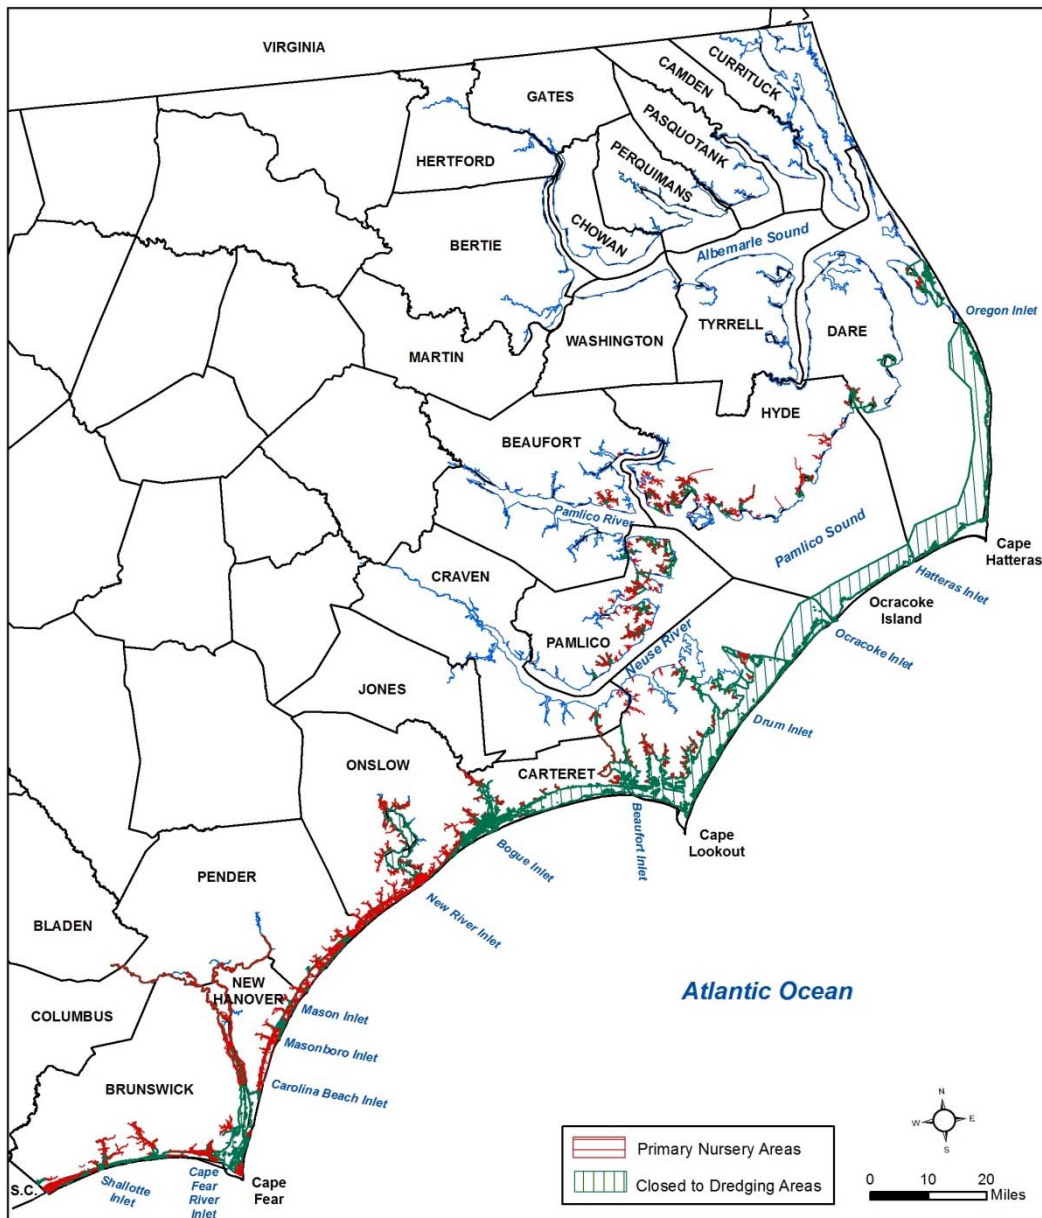 VIRGINIA
GATES
CAMDEN
CURRITUCK
HERTFORD
PASQUOTANK
PERQUIMANS
CHOWAN
BERTIE
Albemarle Sound
Oregon Inlet
WASHINGTON
TYRRELL
DARE
MARTIN
HYDE
BEAUFORT
Pamlico River
Pamlico Sound
Cape
Hatteras
Hatteras Inlet
CRAVEN
Ocracoke
Island
Ocracoke Inlet
PAMLICO
Neuse River
JONES
Drum Inlet
ONSLOW
CARTERET
Beaufort Inlet
Cape
Lookout
Bogue Inlet
PENDER
New River Inlet
BLADEN
NEW
HANOVER
Atlantic Ocean
COLUMBUS
Mason Inlet
Masonboro Inlet
BRUNSWICK
Carolina Beach Inlet
S.C.
Shallotte
Inlet
Cape
Fear
River
Inlet
Cape
Fear
N
W
E
S
Primary Nursery Areas
Closed to Dredging Areas
0 10 20
Miles